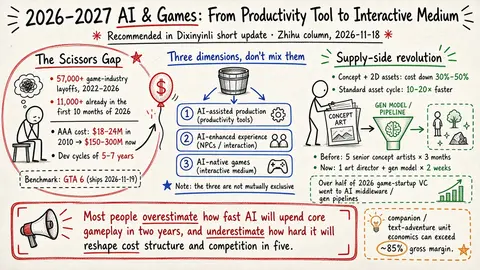 2026–2027 AI & Games: From Productivity Tool to Interactive Medium
* Recommended in Dixinyinli short update · Zhihu column, 2026-11-18 *
The Scissors Gap
• 57,000+ game-industry
layoffs, 2022–2026
• 11,000+ already in the
first 10 months of 2026
$
• AAA cost: $18–24M in
2010 → $150–300M now
• Dev cycles of 5–7 years
Benchmark: GTA 6 (ships 2026-11-19)
Three dimensions, don't mix them
1 AI-assisted production
(productivity tools)
2 AI-enhanced experience
(NPCs / interaction)
3 AI-native games
(interactive medium)
★ Note: the three are not mutually exclusive
Supply-side revolution
• Concept + 2D assets: cost down 30%–50%
• Standard asset cycle: 10–20× faster
CONCEPT
ART
GEN MODEL /
PIPELINE
• Before: 5 senior concept artists × 3 months
• Now: 1 art director + gen model × 2 weeks
Over half of 2026 game-startup VC
went to AI middleware /
gen pipelines
Most people overestimate how fast AI will upend core
gameplay in two years, and underestimate how hard it will
reshape cost structure and competition in five.
companion /
text-adventure unit
economics can exceed
~85% gross margin.